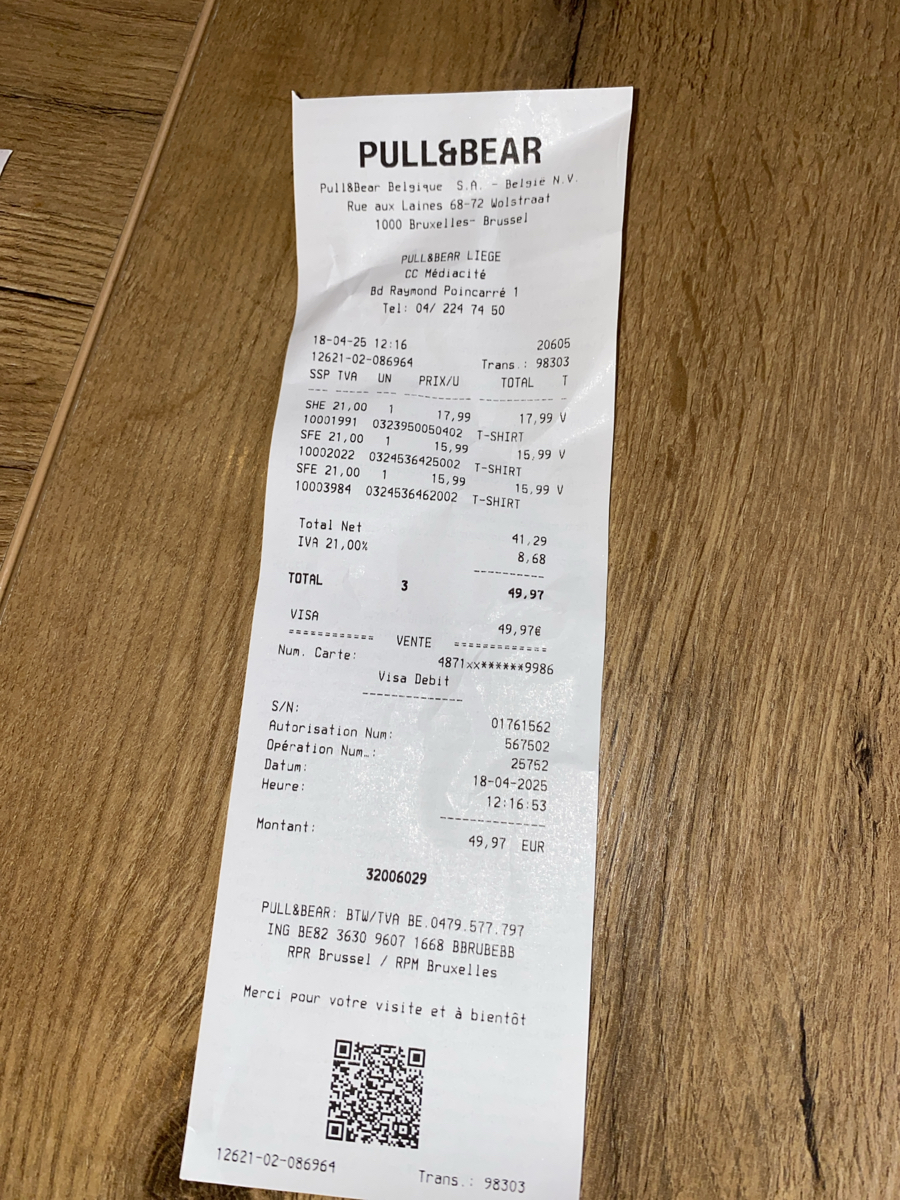 PULL&BEAR
Pull&Bear Belgique S.A. - België N.V.
Rue aux Laines 68-72 Wolstraat
1000 Bruxelles- Brussel
PULL&BEAR LIEGE
CC Médiacité
Bd Raymond Poincarré 1
Tel: 04/ 224 74 50
18-04-25 12:16 20605
12621-02-086964 Trans.: 98303
SSP TVA UN PRIX/U TOTAL T
SHE 21,00 1 17,99 17,99 V
10001991 0323950050402 T-SHIRT
SFE 21,00 1 15,99 15,99 V
10002022 0324536425002 T-SHIRT
SFE 21,00 1 15,99 15,99 V
10003984 0324536462002 T-SHIRT
Total Net 41,29
IVA 21,00% 8,68
TOTAL 3 49,97
VISA 49,97€
============ VENTE =============
Num. Carte: 4871xx******9986
Visa Debit
S/N: 01761562
Autorisation Num: 567502
Opération Num..: 25752
Datum: 18-04-2025
Heure: 12:16:53
Montant: 49,97 EUR
32006029
PULL&BEAR: BTW/TVA BE.0479.577.797
ING BE82 3630 9607 1668 BBRUBEBB
RPR Brussel / RPM Bruxelles
Merci pour votre visite et à bientôt
12621-02-086964 Trans.: 98303